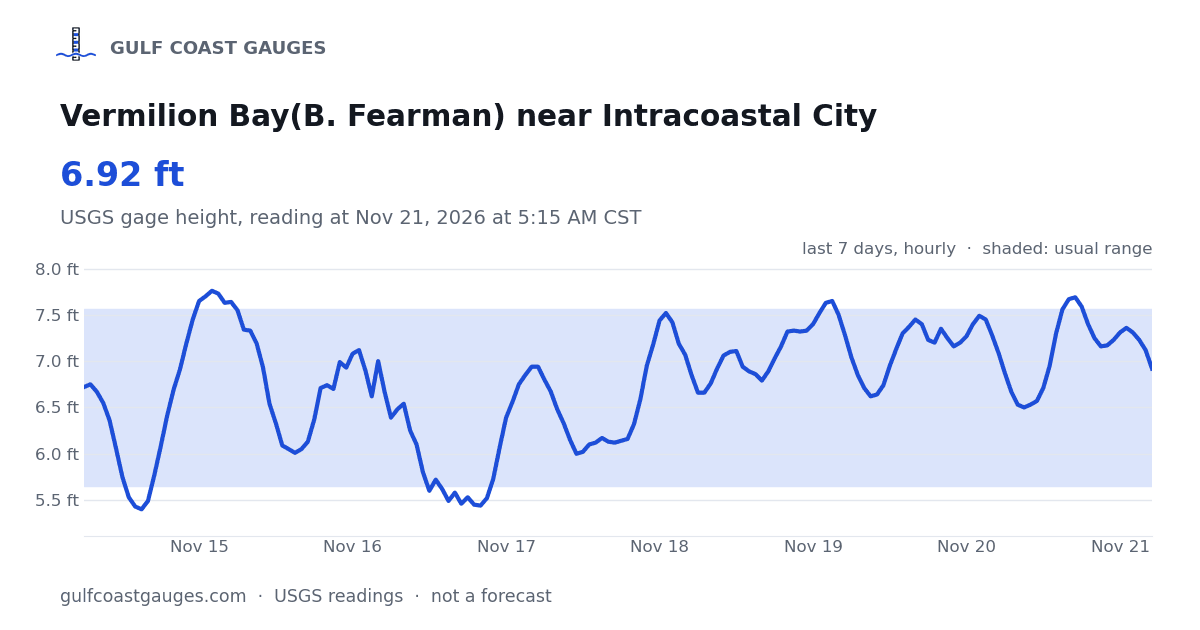 GULF COAST GAUGES
Vermilion Bay(B. Fearman) near Intracoastal City
6.92 ft
USGS gage height, reading at Nov 21, 2026 at 5:15 AM CST
last 7 days, hourly · shaded: usual range
8.0 ft
7.5 ft
7.0 ft
6.5 ft
6.0 ft
5.5 ft
Nov 15 Nov 16 Nov 17 Nov 18 Nov 19 Nov 20 Nov 21
gulfcoastgauges.com · USGS readings · not a forecast